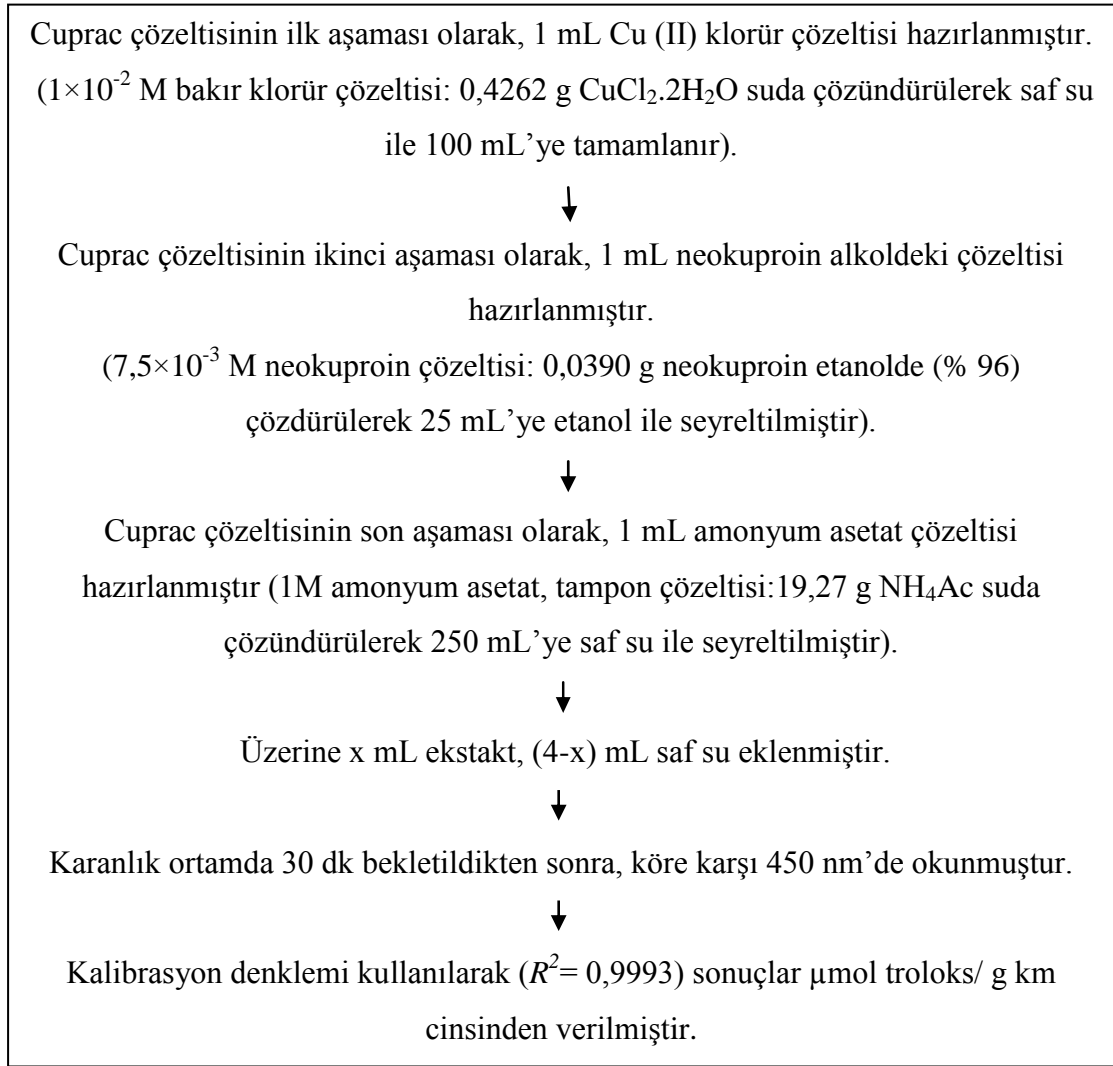 Cuprac çözeltisinin ilk aşaması olarak, 1 mL Cu (II) klorür çözeltisi hazırlanmıştır.
(1×10⁻² M bakır klorür çözeltisi: 0,4262 g CuCl₂.2H₂O suda çözündürülerek saf su
ile 100 mL’ye tamamlanır).
Cuprac çözeltisinin ikinci aşaması olarak, 1 mL neokuproin alkoldeki çözeltisi
hazırlanmıştır.
(7,5×10⁻³ M neokuproin çözeltisi: 0,0390 g neokuproin etanolde (% 96)
çözdürülerek 25 mL’ye etanol ile seyreltilmiştir).
Cuprac çözeltisinin son aşaması olarak, 1 mL amonyum asetat çözeltisi
hazırlanmıştır (1M amonyum asetat, tampon çözeltisi:19,27 g NH₄Ac suda
çözündürülerek 250 mL’ye saf su ile seyreltilmiştir).
Üzerine x mL ekstakt, (4-x) mL saf su eklenmiştir.
Karanlık ortamda 30 dk bekletildikten sonra, köre karşı 450 nm’de okunmuştur.
Kalibrasyon denklemi kullanılarak (R²= 0,9993) sonuçlar µmol troloks/ g km
cinsinden verilmiştir.